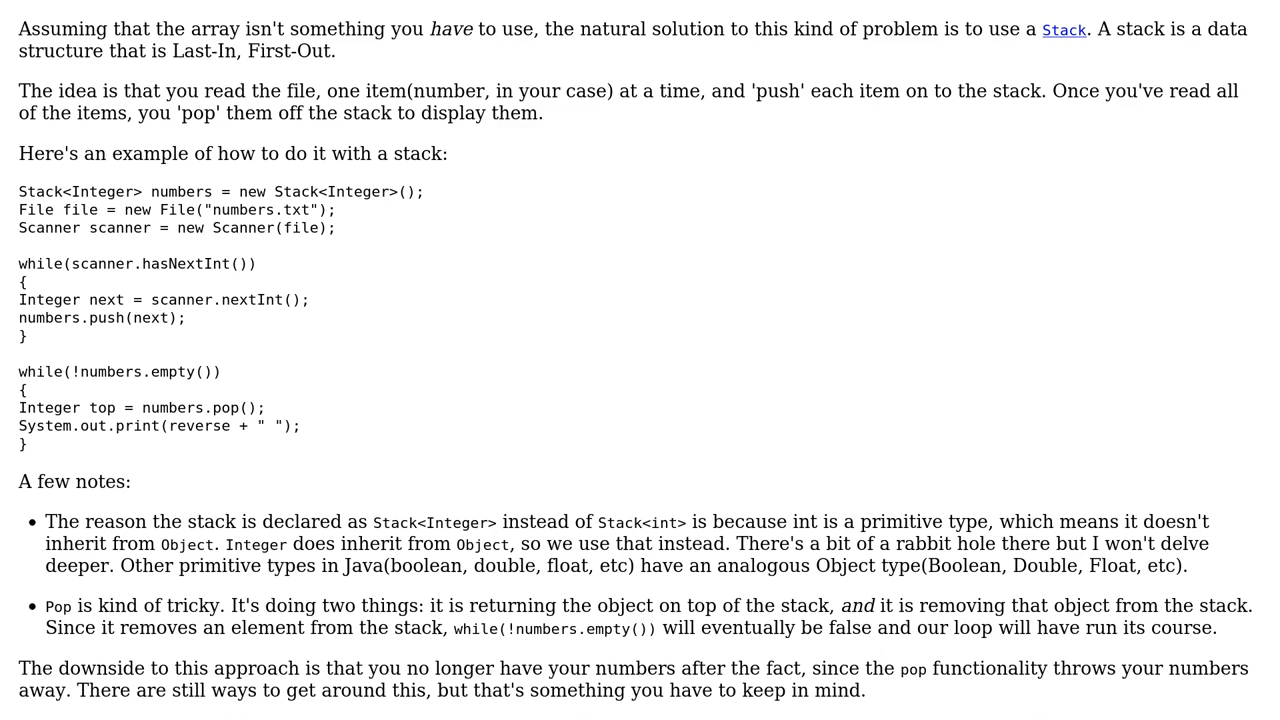 Assuming that the array isn't something you have to use, the natural solution to this kind of problem is to use a Stack. A stack is a data
structure that is Last-In, First-Out.
The idea is that you read the file, one item(number, in your case) at a time, and 'push' each item on to the stack. Once you've read all
of the items, you 'pop' them off the stack to display them.
Here's an example of how to do it with a stack:
Stack<Integer> numbers = new Stack<Integer>();
File file = new File("numbers.txt");
Scanner scanner = new Scanner(file);
while(scanner.hasNextInt())
{
Integer next = scanner.nextInt();
numbers.push(next);
}
while(!numbers.empty())
{
Integer top = numbers.pop();
System.out.print(reverse + " ");
}
A few notes:
• The reason the stack is declared as Stack<Integer> instead of Stack<int> is because int is a primitive type, which means it doesn't
inherit from Object. Integer does inherit from Object, so we use that instead. There's a bit of a rabbit hole there but I won't delve
deeper. Other primitive types in Java(boolean, double, float, etc) have an analogous Object type(Boolean, Double, Float, etc).
• Pop is kind of tricky. It's doing two things: it is returning the object on top of the stack, and it is removing that object from the stack.
Since it removes an element from the stack, while(!numbers.empty()) will eventually be false and our loop will have run its course.
The downside to this approach is that you no longer have your numbers after the fact, since the pop functionality throws your numbers
away. There are still ways to get around this, but that's something you have to keep in mind.